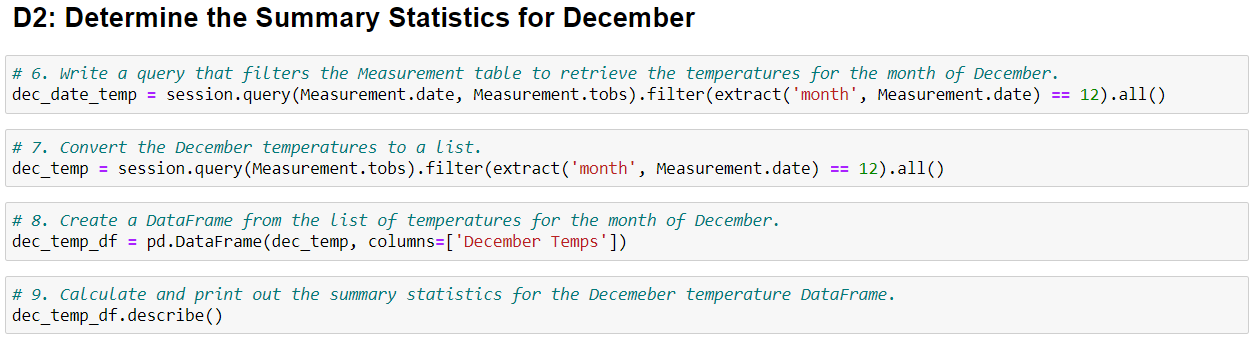 D2: Determine the Summary Statistics for December
# 6. Write a query that filters the Measurement table to retrieve the temperatures for the month of December.
dec_date_temp = session.query(Measurement.date, Measurement.tobs).filter(extract('month', Measurement.date) == 12).all()
# 7. Convert the December temperatures to a list.
dec_temp = session.query(Measurement.tobs).filter(extract('month', Measurement.date) == 12).all()
# 8. Create a DataFrame from the list of temperatures for the month of December.
dec_temp_df = pd.DataFrame(dec_temp, columns=['December Temps'])
# 9. Calculate and print out the summary statistics for the Decemeber temperature DataFrame.
dec_temp_df.describe()